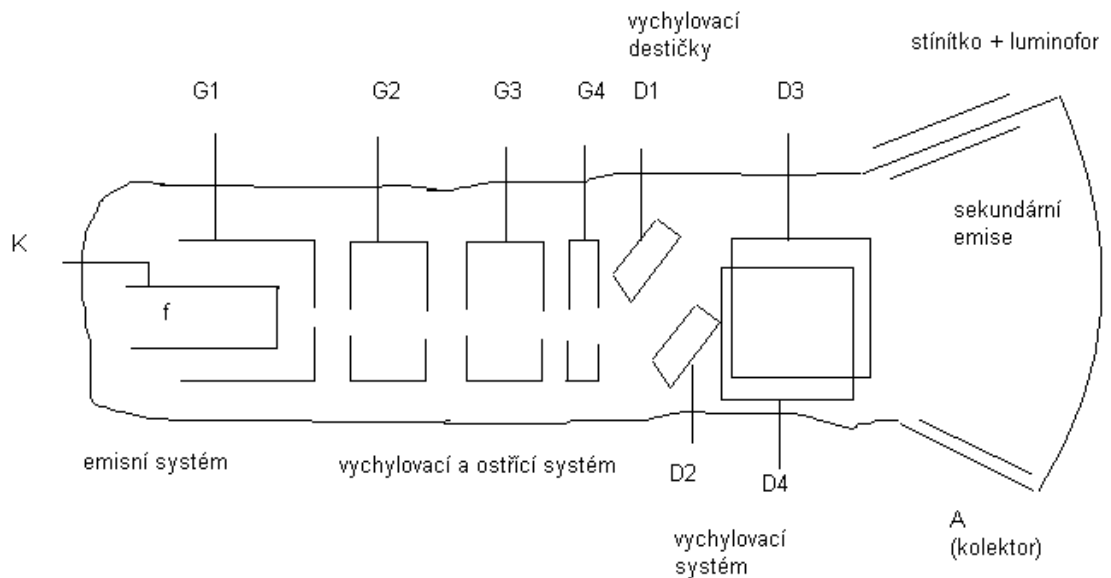 vychylovací
destičky
stínítko + luminofor
G1
G2
G3
G4
D1
D3
sekundární
emise
K
f
emisní systém
vychylovací a ostřící systém
D2
D4
A
(kolektor)
vychylovací
systém